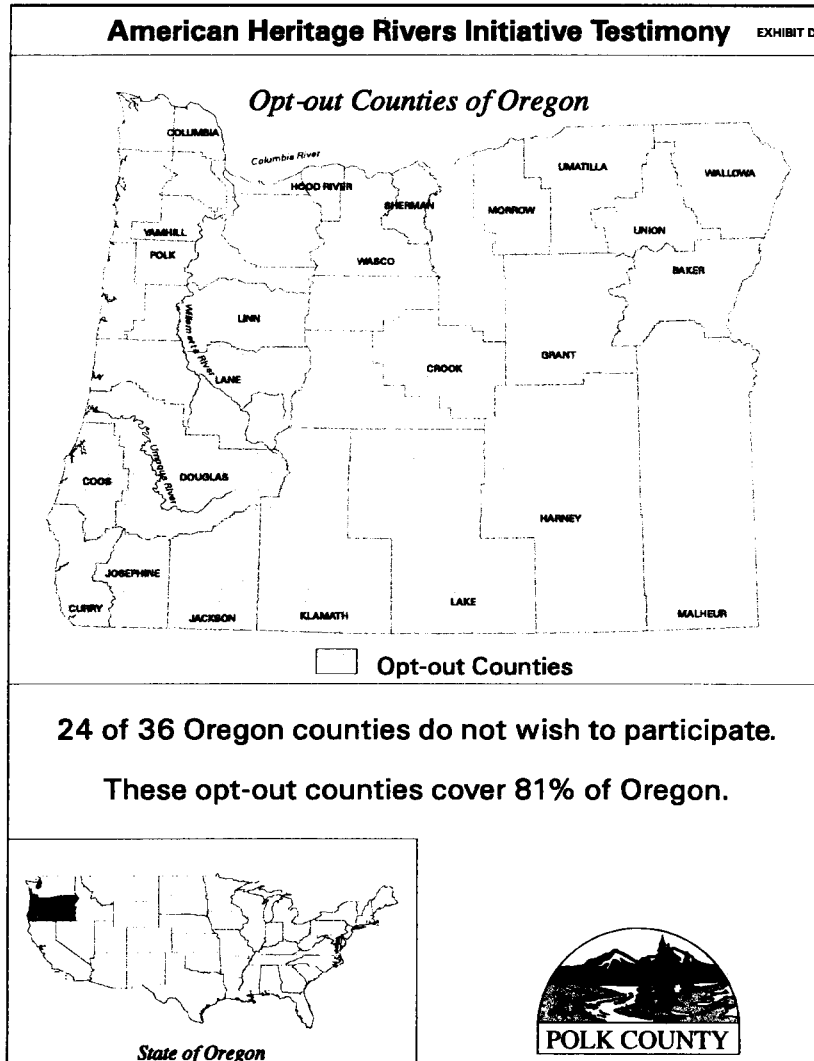 American Heritage Rivers Initiative Testimony EXHIBIT D
Opt-out Counties of Oregon
COLUMBIA
Columbia River
HOOD RIVER
SHERMAN
MORROW
UMATILLA
WALLOWA
UNION
YAMHILL
POLK
WASCO
BAKER
Willamette River
LINN
LANE
CROOK
GRANT
COOS
Umpqua River
DOUGLAS
HARNEY
JOSEPHINE
CURRY
JACKSON
KLAMATH
LAKE
MALHEUR
Opt-out Counties
24 of 36 Oregon counties do not wish to participate.
These opt-out counties cover 81% of Oregon.
State of Oregon
POLK COUNTY